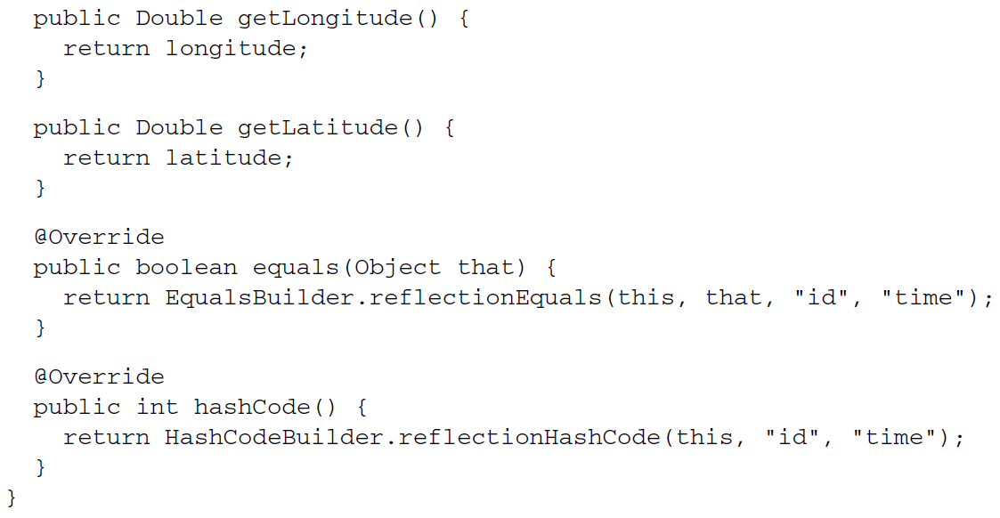 public Double getLongitude() {
    return longitude;
  }
  public Double getLatitude() {
    return latitude;
  }
  @Override
  public boolean equals(Object that) {
    return EqualsBuilder.reflectionEquals(this, that, "id", "time");
  }
  @Override
  public int hashCode() {
    return HashCodeBuilder.reflectionHashCode(this, "id", "time");
  }
}